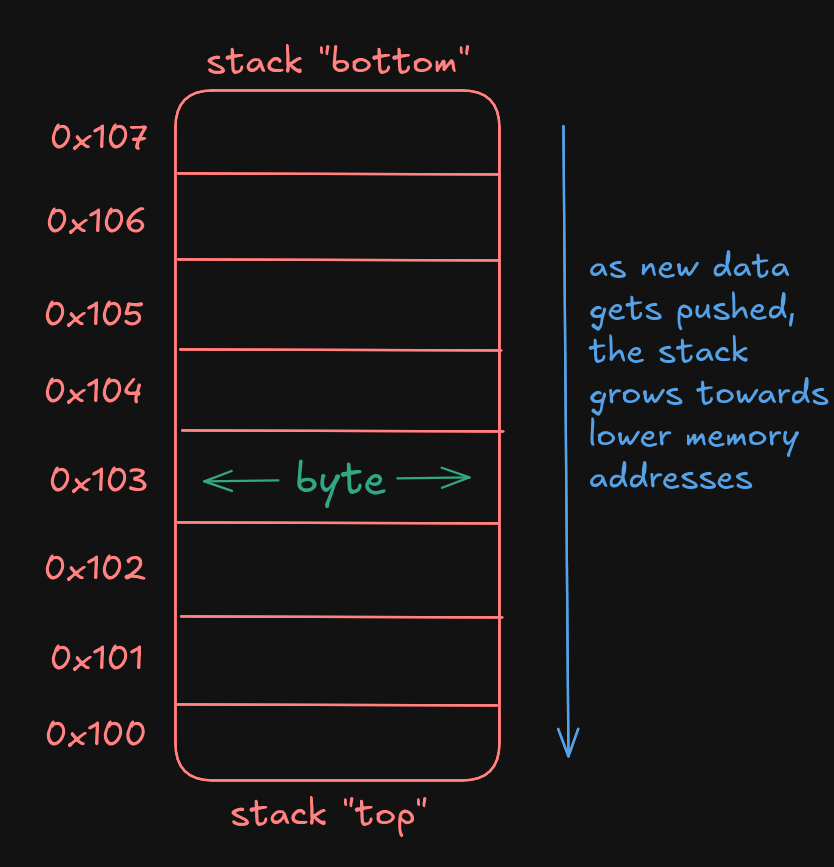 stack "bottom"
0x107
0x106
0x105
0x104
0x103
byte
0x102
0x101
0x100
stack "top"
as new data
gets pushed,
the stack
grows towards
lower memory
addresses